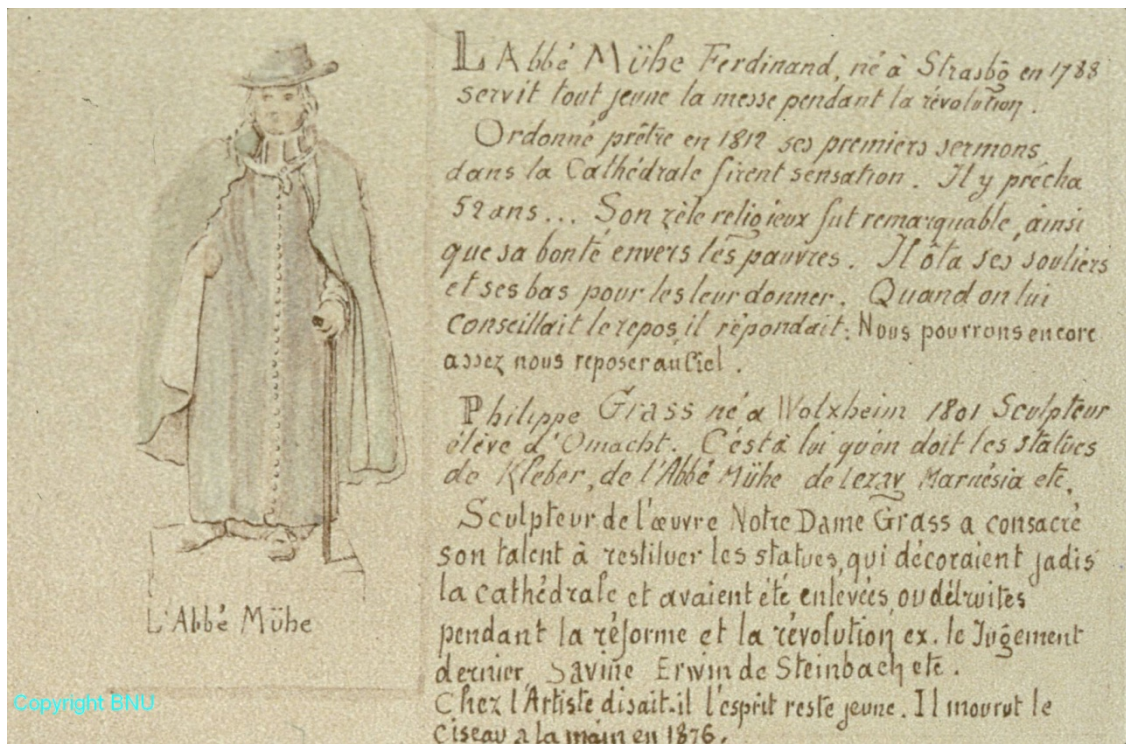 L'Abbé Mühe Ferdinand, né à Strasbg en 1788
servit tout jeune la messe pendant la révolution.
Ordonné prêtre en 1812 ses premiers sermons
dans la Cathédrale firent sensation. Il y prêcha
52 ans... Son zèle religieux fut remarquable, ainsi
que sa bonté envers les pauvres. Il ôta ses souliers
et ses bas pour les leur donner. Quand on lui
conseillait le repos, il répondait: Nous pourrons encore
assez nous reposer au Ciel.
Philippe Grass né à Wolxheim 1801 Sculpteur
élève d'Omacht. C'est à lui qu'on doit les statues
de Kleber, de l'Abbé Mühe de Lezay Marnésia etc.
Sculpteur de l'œuvre Notre Dame Grass a consacré
son talent à restituer les statues, qui décoraient jadis
la cathédrale et avaient été enlevées, ou détruites
pendant la réforme et la révolution ex. le Jugement
dernier, Savine Erwin de Steinbach etc.
Chez l'Artiste disait-il l'esprit reste jeune. Il mourut le
ciseau a la main en 1876.
L'Abbé Mühe
Copyright BNU